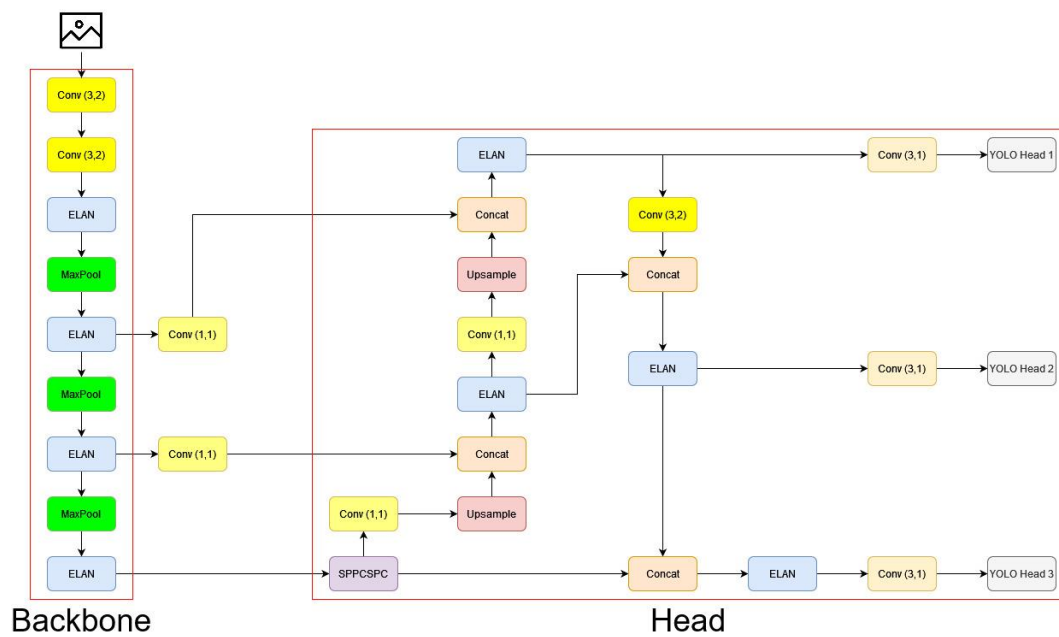 Conv (3,2)
Conv (3,2)
ELAN
MaxPool
ELAN
Conv (1,1)
MaxPool
ELAN
Conv (1,1)
MaxPool
ELAN
Backbone
ELAN
Conv (3,1)
YOLO Head 1
Concat
Conv (3,2)
Upsample
Concat
Conv (1,1)
ELAN
Conv (3,1)
YOLO Head 2
ELAN
Concat
Conv (1,1)
Upsample
SPPCSPC
Concat
ELAN
Conv (3,1)
YOLO Head 3
Head